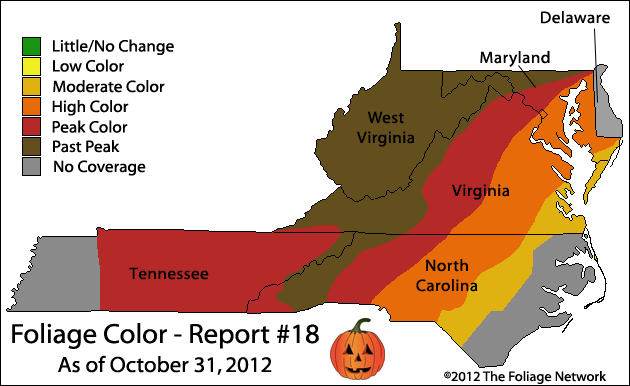 Delaware
Maryland
Little/No Change
Low Color
Moderate Color
High Color
Peak Color
Past Peak
No Coverage
West
Virginia
Virginia
Tennessee
North
Carolina
Foliage Color - Report #18
As of October 31, 2012
©2012 The Foliage Network